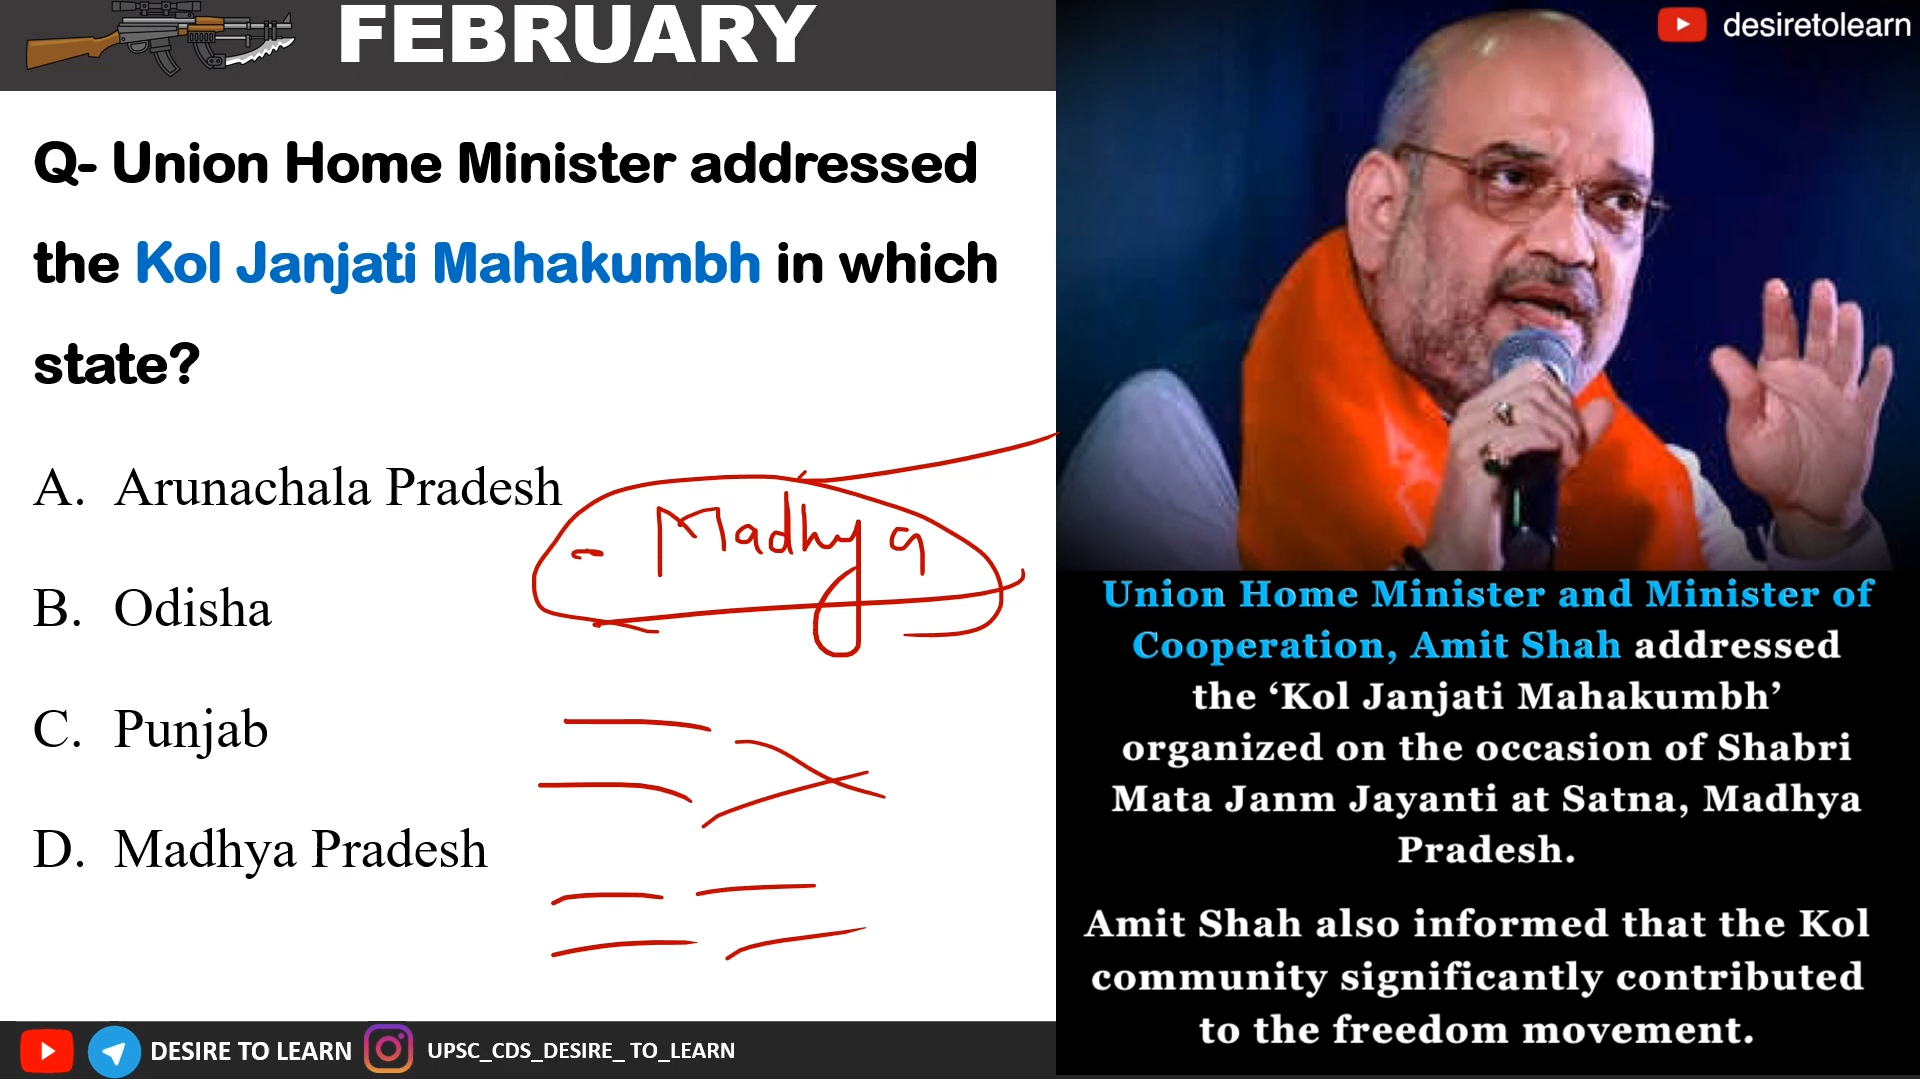 FEBRUARY
Q- Union Home Minister addressed
the Kol Janjati Mahakumbh in which
state?
A. Arunachala Pradesh
B. Odisha
C. Punjab
D. Madhya Pradesh
- Madhya
DESIRE TO LEARN UPSC_CDS_DESIRE_ TO_LEARN
desiretolearn
Union Home Minister and Minister of
Cooperation, Amit Shah addressed
the ‘Kol Janjati Mahakumbh’
organized on the occasion of Shabri
Mata Janm Jayanti at Satna, Madhya
Pradesh.
Amit Shah also informed that the Kol
community significantly contributed
to the freedom movement.